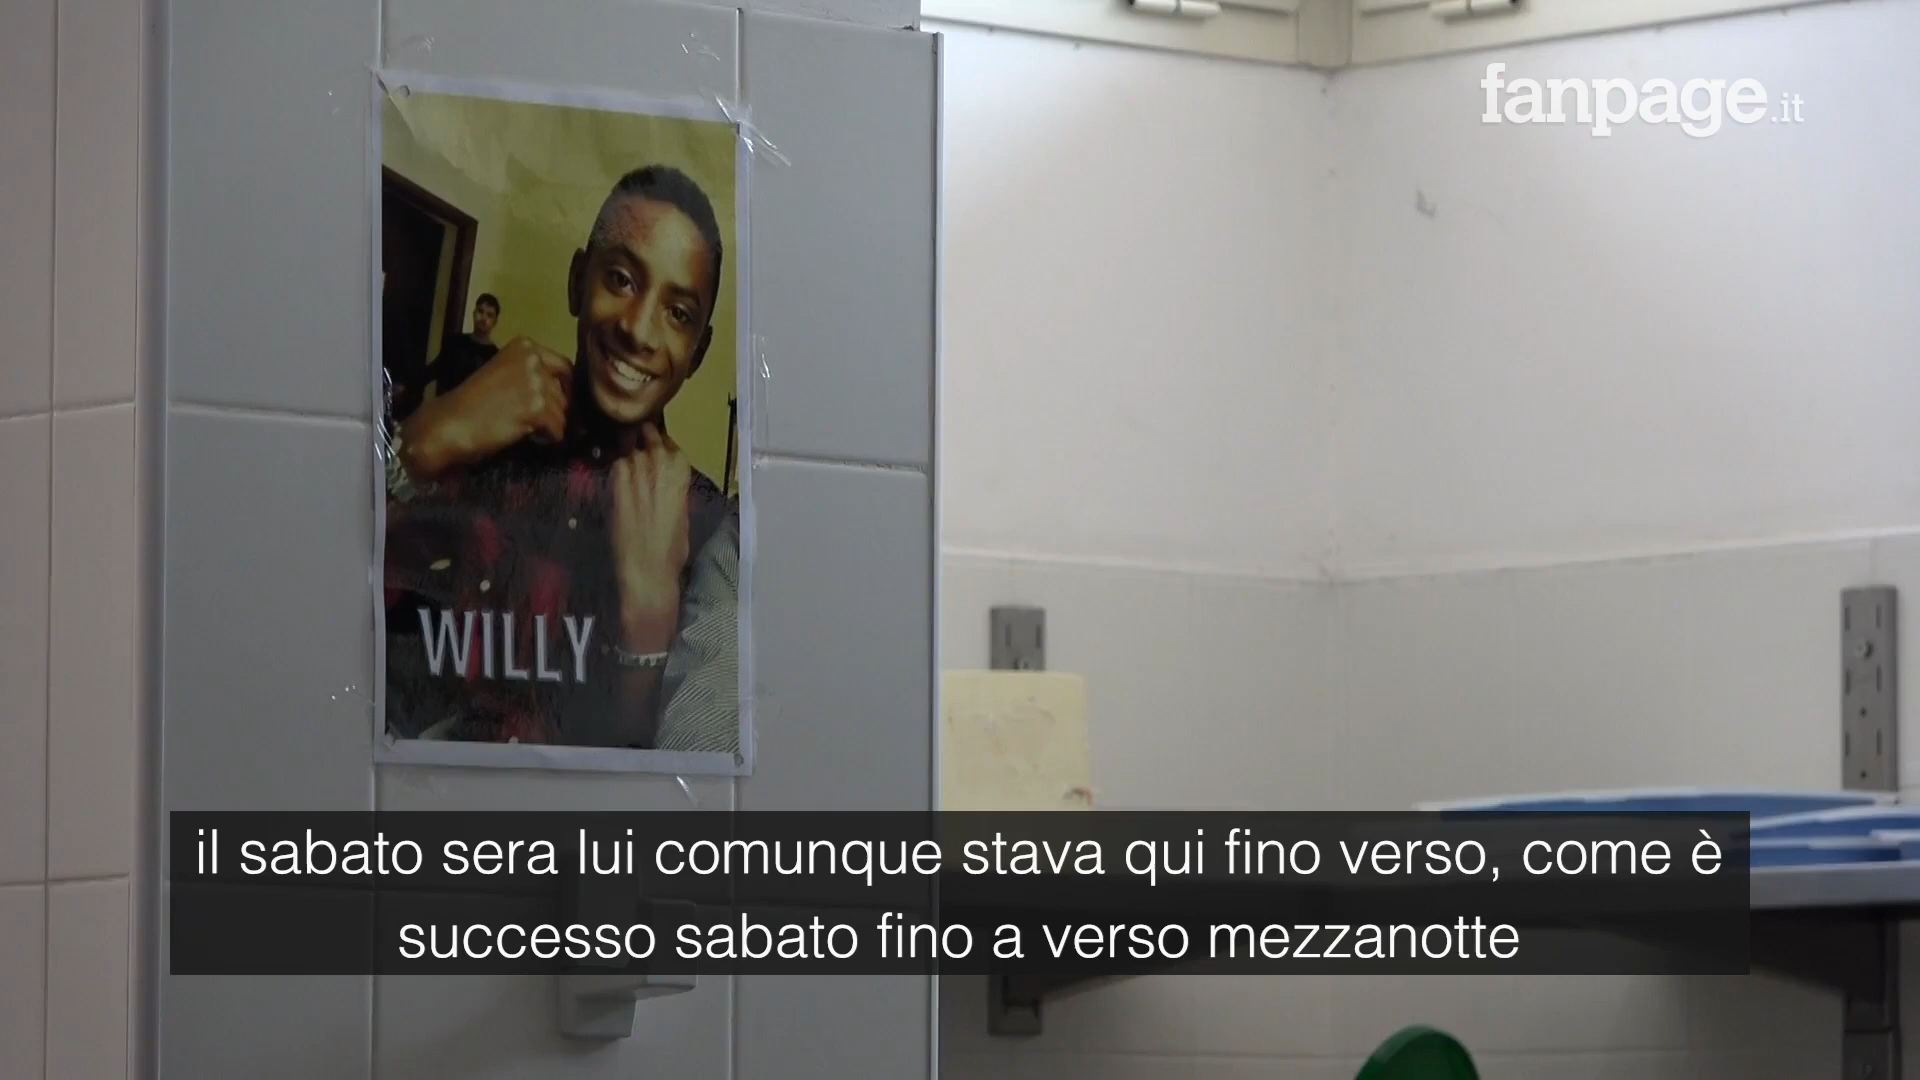 fanpage.it
WILLY
il sabato sera lui comunque stava qui fino verso, come è
successo sabato fino a verso mezzanotte